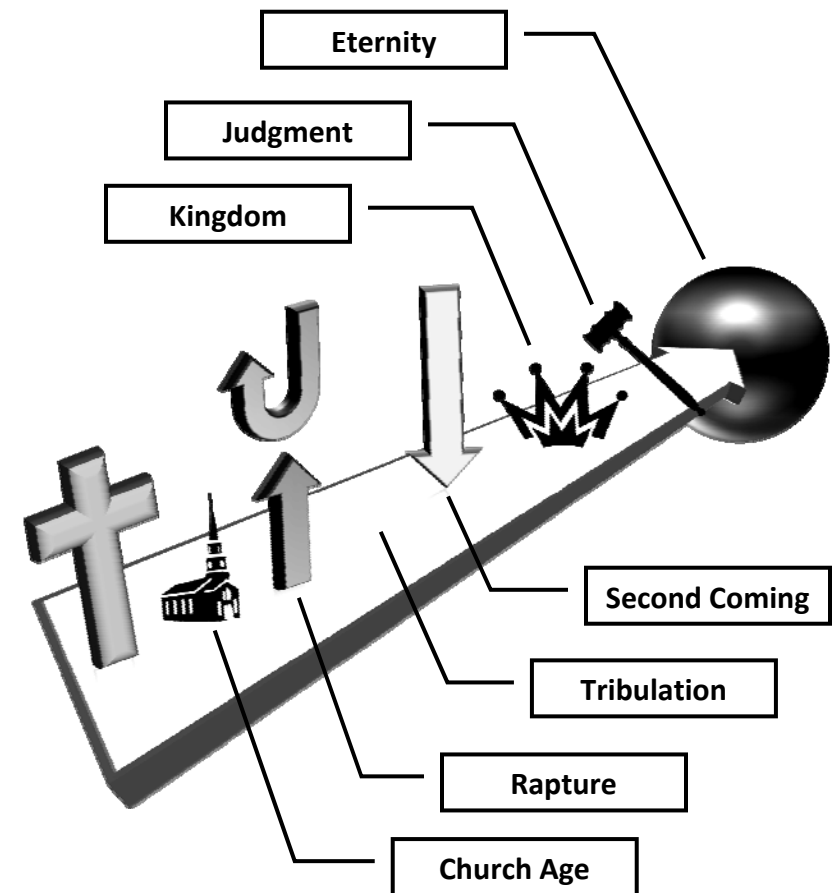 Eternity
Judgment
Kingdom
Second Coming
Tribulation
Rapture
Church Age